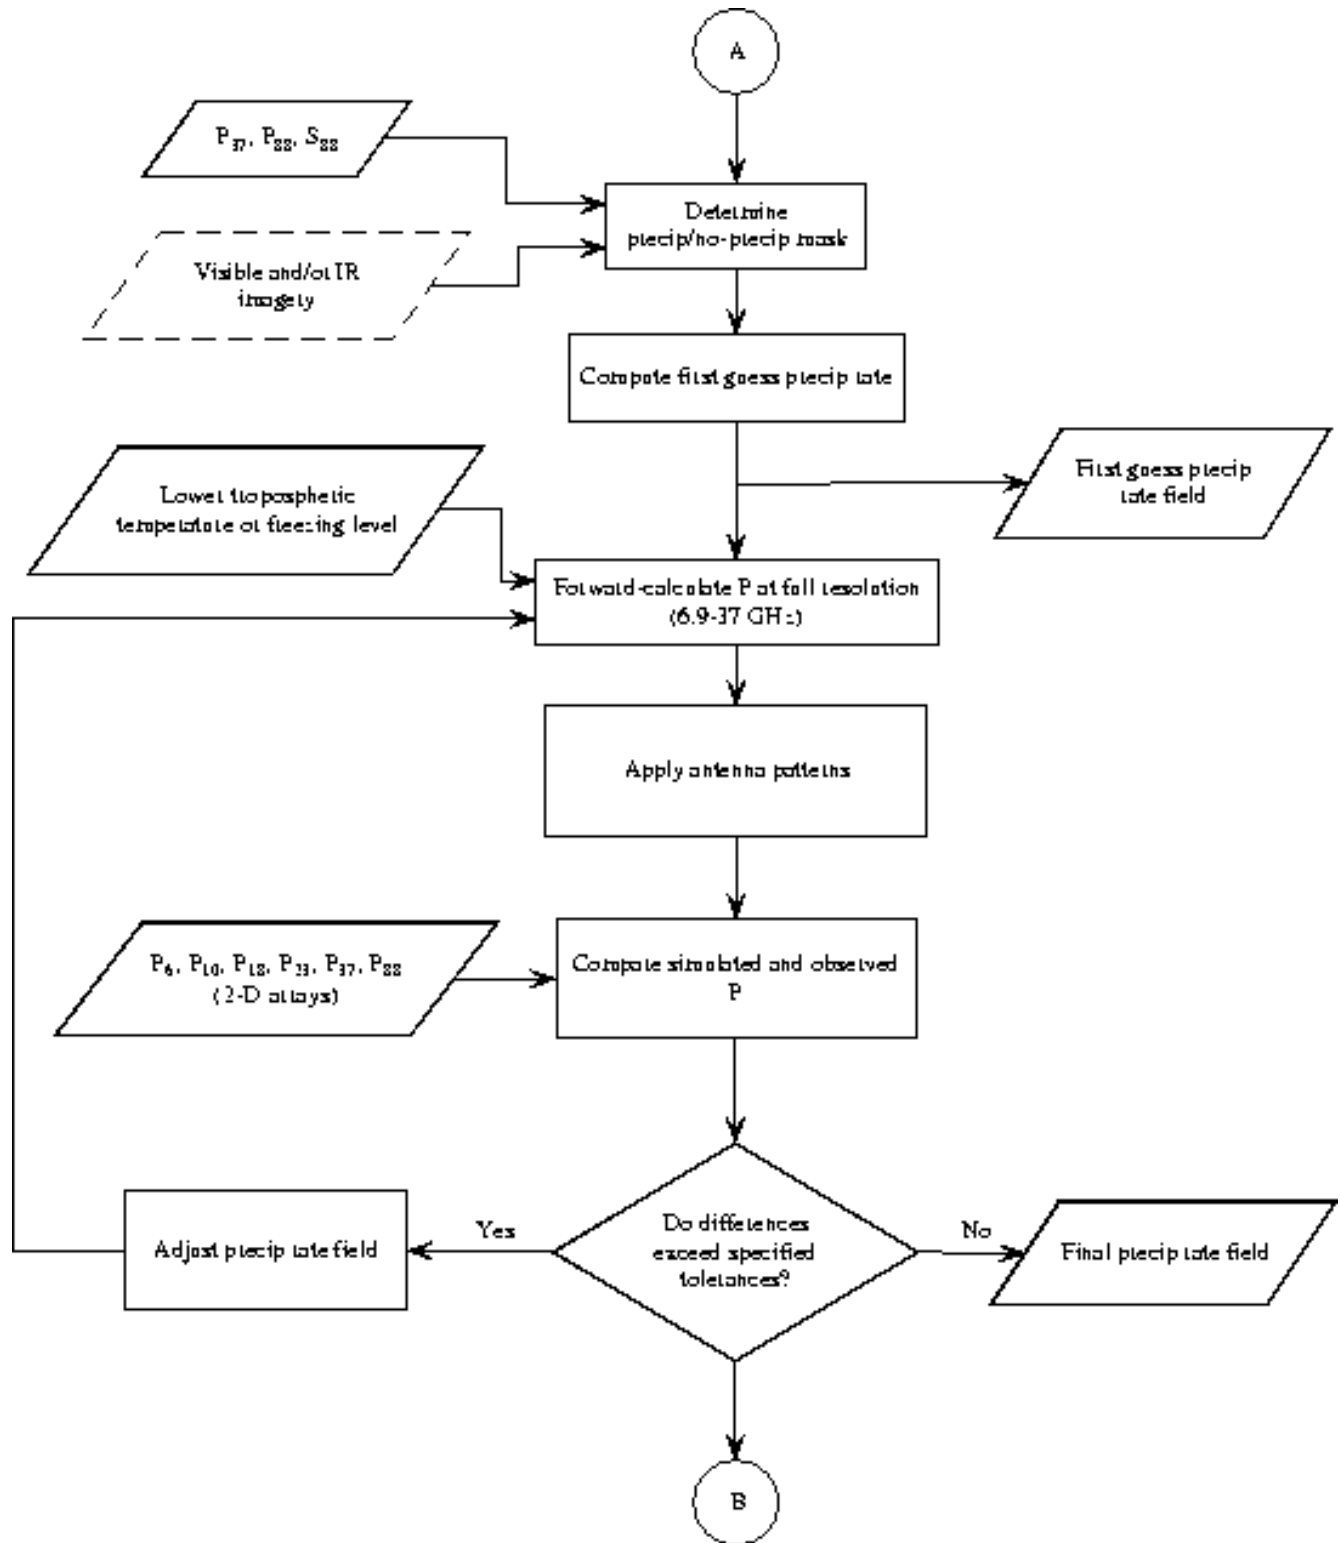 A
P37, P88, S88
Determine
precip/no-precip mask
Visible and/or IR
imagery
Compute first guess precip rate
First guess precip
rate field
Lower tropospheric
temperature or freezing level
Forward-calculate P at full resolution
(6.9-37 GHz)
Apply antenna patterns
P6, P10, P18, P23, P37, P88
(2-D arrays)
Compute simulated and observed
P
Do differences
exceed specified
tolerances?
Yes
No
Adjust precip rate field
Final precip rate field
B